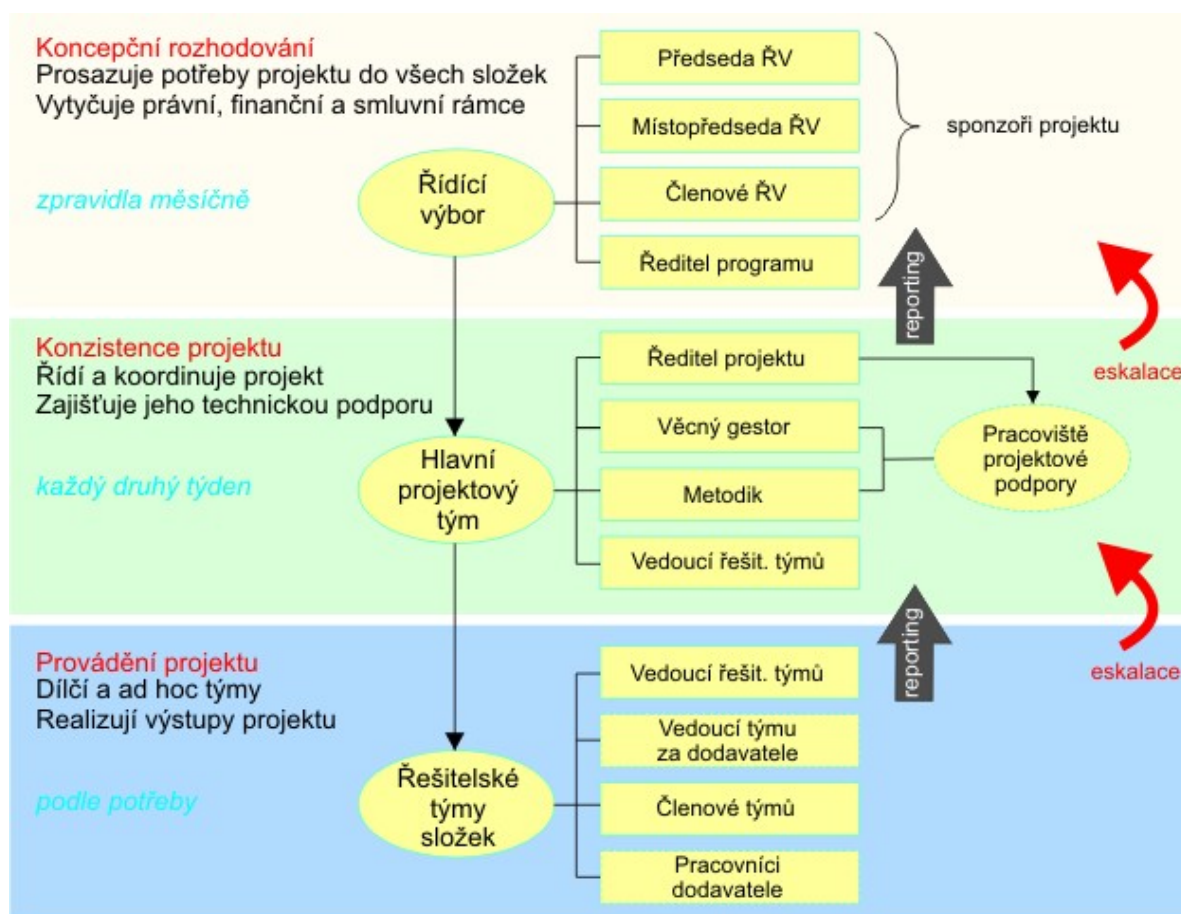 Koncepční rozhodování
Prosazuje potřeby projektu do všech složek
Vytyčuje právní, finanční a smluvní rámce
zpravidla měsíčně
Řídící
výbor
Předseda ŘV
Místopředseda ŘV
Členové ŘV
Ředitel programu
sponzoři projektu
reporting
eskalace
Konzistence projektu
Řídí a koordinuje projekt
Zajišťuje jeho technickou podporu
každý druhý týden
Hlavní
projektový
tým
Ředitel projektu
Věcný gestor
Metodik
Vedoucí řešit. týmů
Pracoviště
projektové
podpory
reporting
eskalace
Provádění projektu
Dílčí a ad hoc týmy
Realizují výstupy projektu
podle potřeby
Řešitelské
týmy
složek
Vedoucí řešit. týmů
Vedoucí týmu
za dodavatele
Členové týmů
Pracovníci
dodavatele